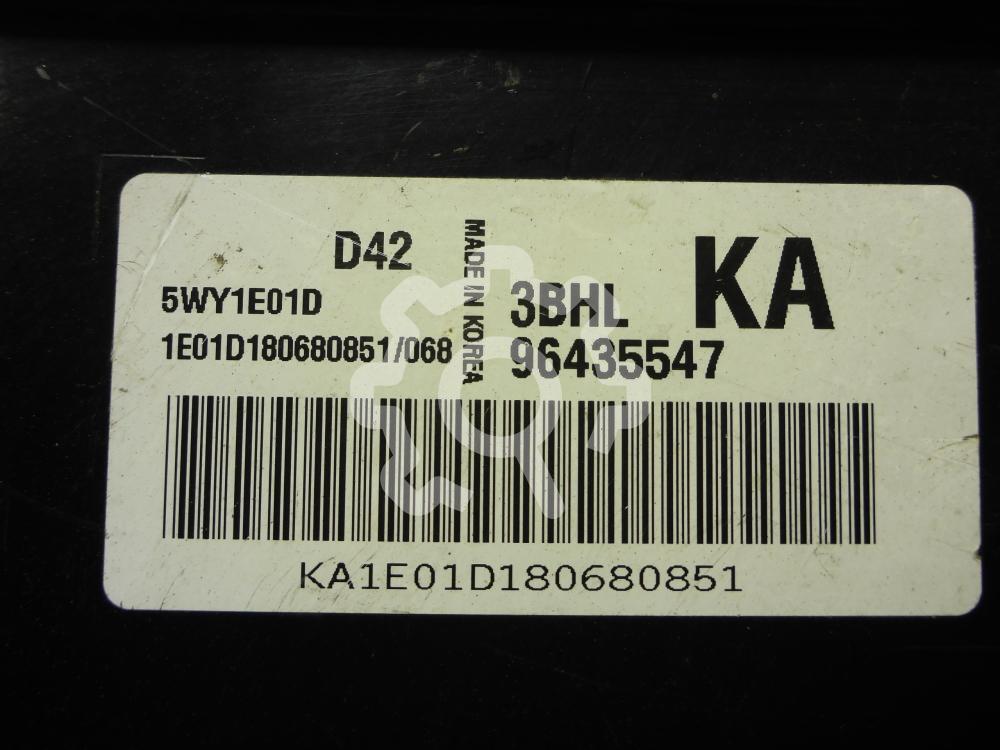 D42
5WY1E01D
1E01D180680851/068
MADE IN KOREA
3BHL
96435547
KA
KA1E01D180680851